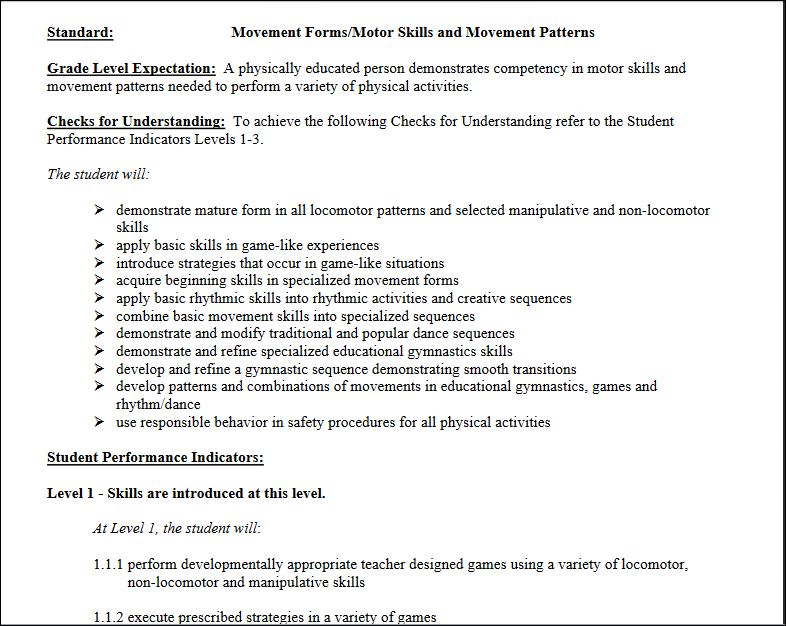 Standard: Movement Forms/Motor Skills and Movement Patterns
Grade Level Expectation: A physically educated person demonstrates competency in motor skills and
movement patterns needed to perform a variety of physical activities.
Checks for Understanding: To achieve the following Checks for Understanding refer to the Student
Performance Indicators Levels 1-3.
The student will:
➢ demonstrate mature form in all locomotor patterns and selected manipulative and non-locomotor
skills
➢ apply basic skills in game-like experiences
➢ introduce strategies that occur in game-like situations
➢ acquire beginning skills in specialized movement forms
➢ apply basic rhythmic skills into rhythmic activities and creative sequences
➢ combine basic movement skills into specialized sequences
➢ demonstrate and modify traditional and popular dance sequences
➢ demonstrate and refine specialized educational gymnastics skills
➢ develop and refine a gymnastic sequence demonstrating smooth transitions
➢ develop patterns and combinations of movements in educational gymnastics, games and
rhythm/dance
➢ use responsible behavior in safety procedures for all physical activities
Student Performance Indicators:
Level 1 - Skills are introduced at this level.
At Level 1, the student will:
1.1.1 perform developmentally appropriate teacher designed games using a variety of locomotor,
non-locomotor and manipulative skills
1.1.2 execute prescribed strategies in a variety of games